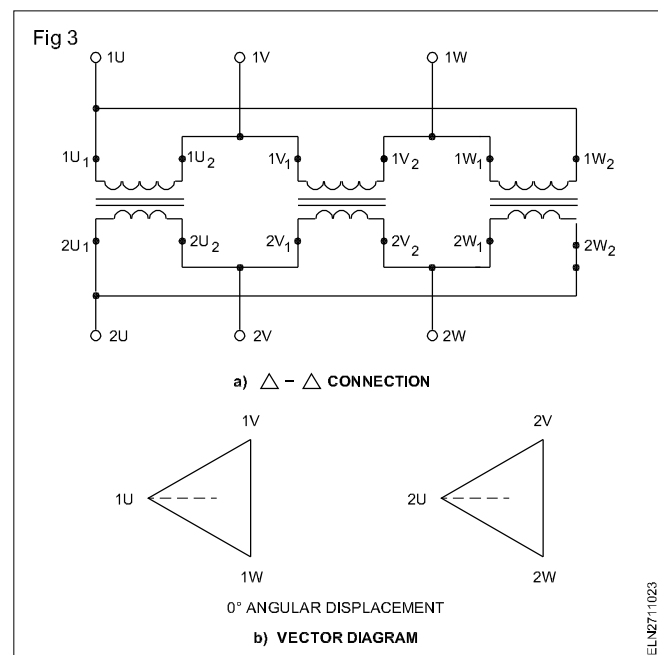 Fig 3
1U 1V 1W
1U1 1U2 1V1 1V2 1W1 1W2
2U1 2U2 2V1 2V2 2W1 2W2
2U 2V 2W
a) △ – △ CONNECTION
1V 2V
1U 2U
1W 2W
0° ANGULAR DISPLACEMENT
b) VECTOR DIAGRAM
ELN2711023